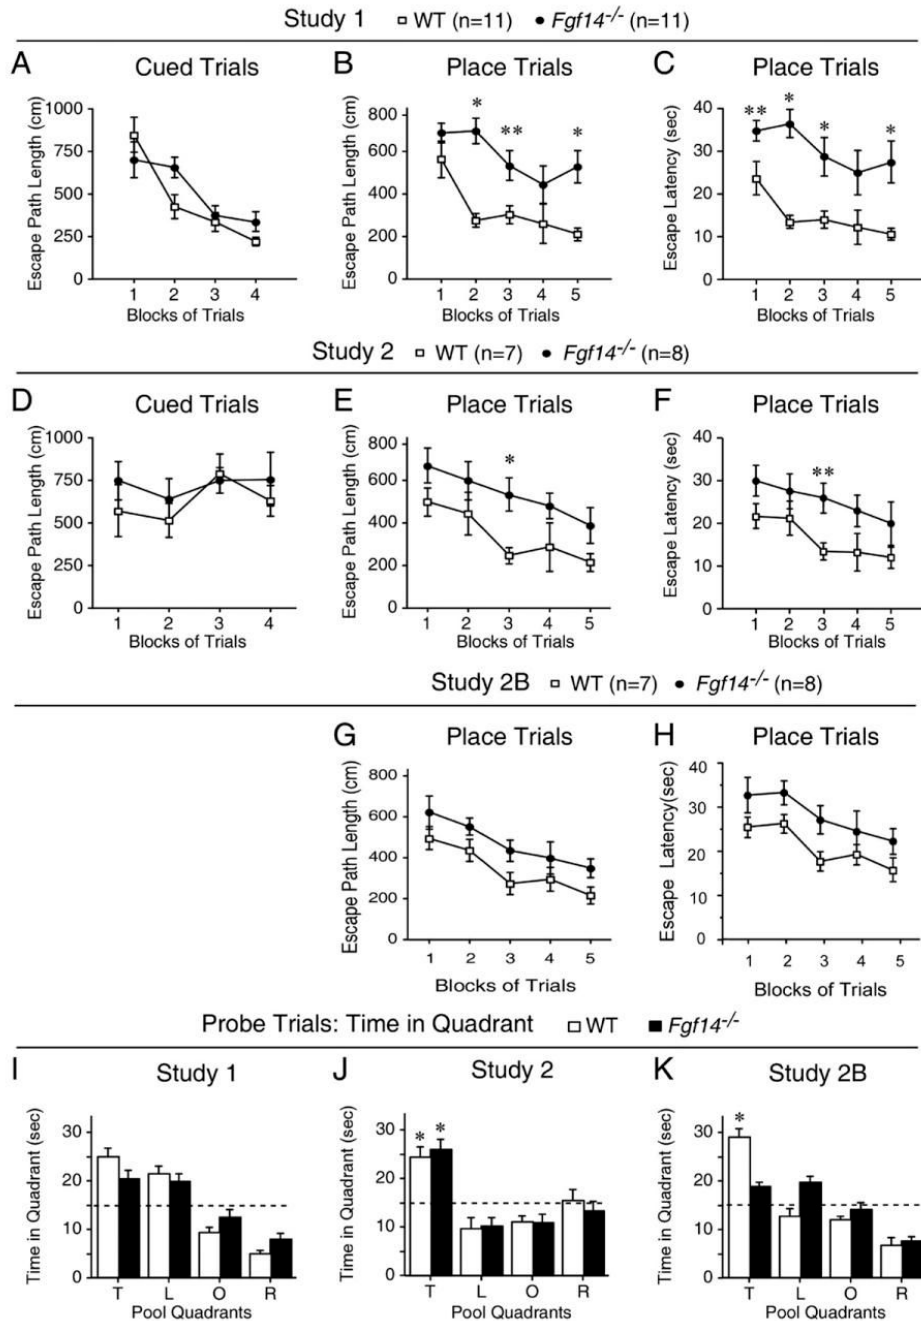 Study 1 □ WT (n=11) ● Fgf14-/- (n=11)
A Cued Trials
Escape Path Length (cm)
1000
750
500
250
0
1 2 3 4
Blocks of Trials
B Place Trials
Escape Path Length (cm)
800
600
400
200
0
* ** *
1 2 3 4 5
Blocks of Trials
C Place Trials
Escape Latency (sec)
40
30
20
10
0
** * * *
1 2 3 4 5
Blocks of Trials
Study 2 □ WT (n=7) ● Fgf14-/- (n=8)
D Cued Trials
Escape Path Length (cm)
1000
750
500
250
0
1 2 3 4
Blocks of Trials
E Place Trials
Escape Path Length (cm)
800
600
400
200
0
*
1 2 3 4 5
Blocks of Trials
F Place Trials
Escape Latency (sec)
40
30
20
10
0
**
1 2 3 4 5
Blocks of Trials
Study 2B □ WT (n=7) ● Fgf14-/- (n=8)
G Place Trials
Escape Path Length (cm)
800
600
400
200
0
1 2 3 4 5
Blocks of Trials
H Place Trials
Escape Latency(sec)
40
30
20
10
0
1 2 3 4 5
Blocks of Trials
Probe Trials: Time in Quadrant □ WT ■ Fgf14-/-
I Study 1
Time in Quadrant (sec)
30
20
10
0
T L O R
Pool Quadrants
J Study 2
Time in Quadrant (sec)
30
20
10
0
* *
T L O R
Pool Quadrants
K Study 2B
Time in Quadrant (sec)
30
20
10
0
*
T L O R
Pool Quadrants